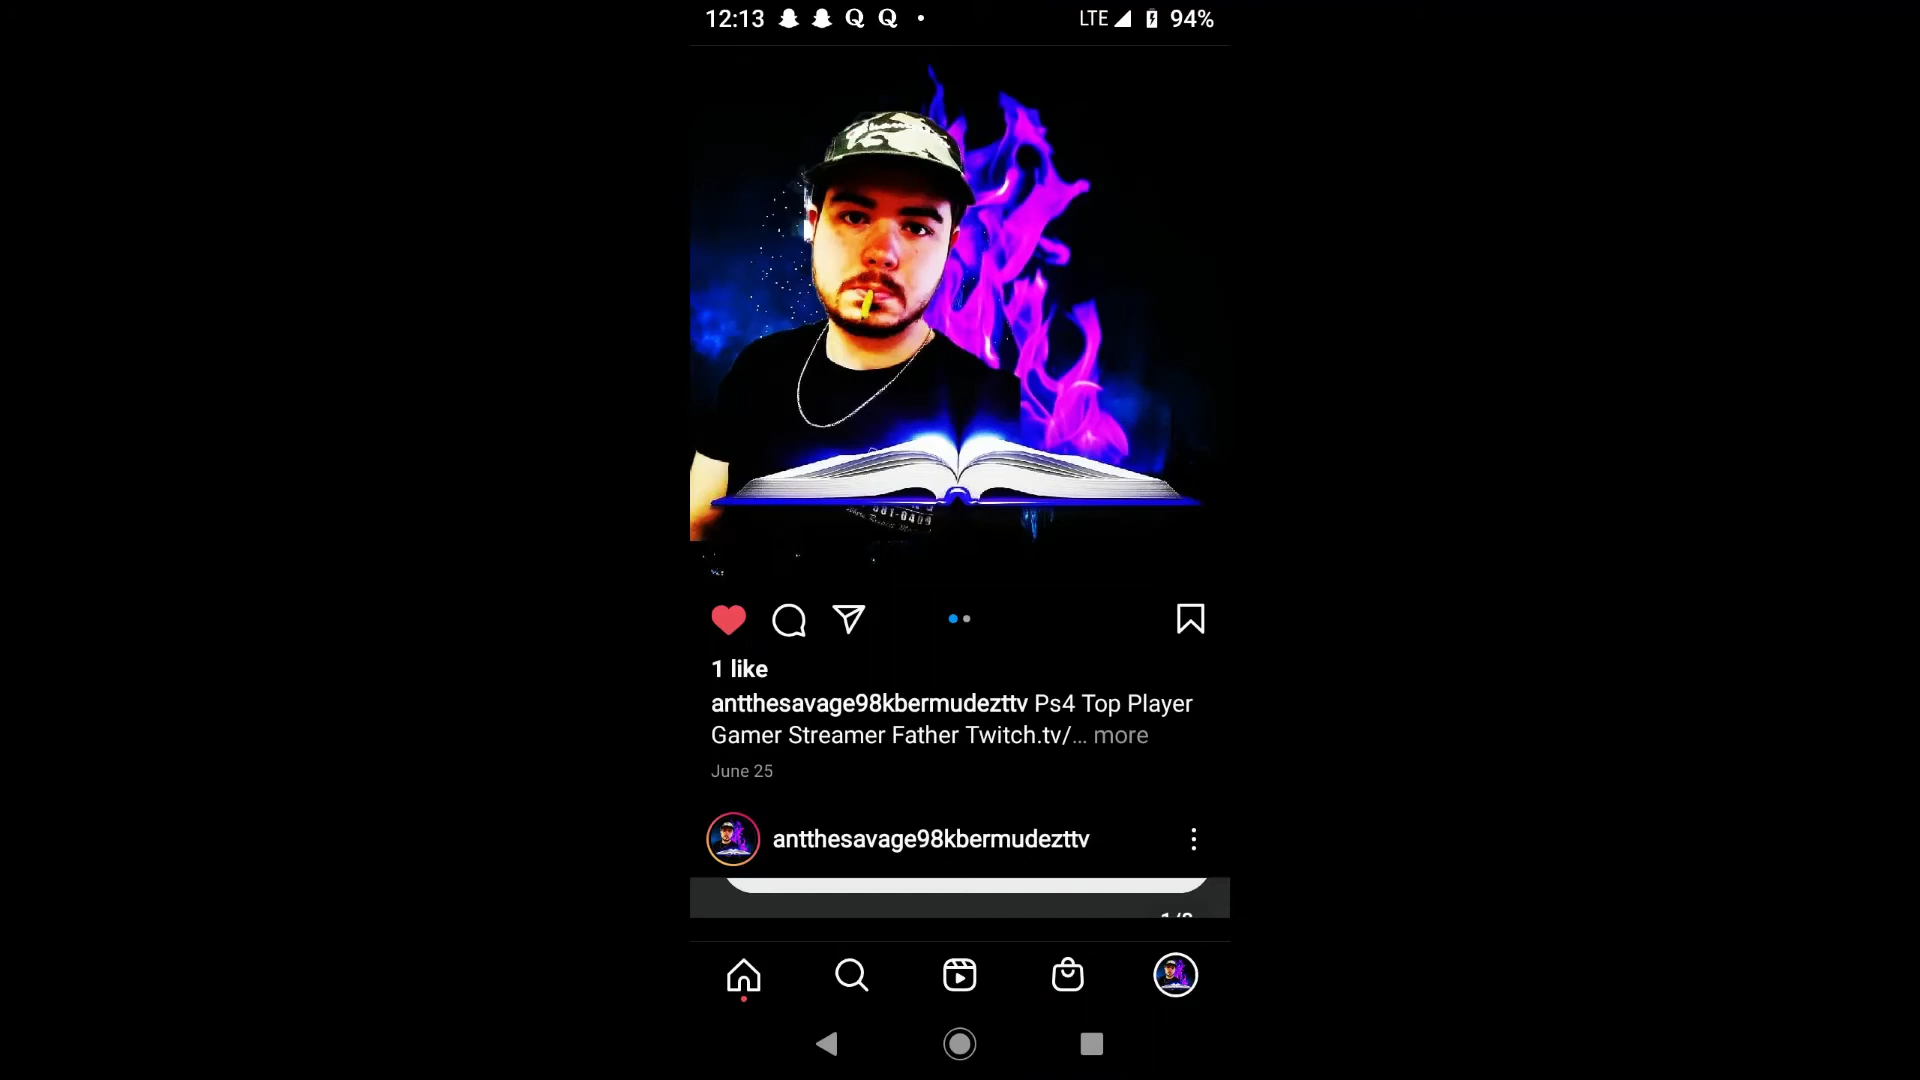 12:13 LTE 94%
1 like
antthesavage98kbermudezttv Ps4 Top Player
Gamer Streamer Father Twitch.tv/... more
June 25
antthesavage98kbermudezttv